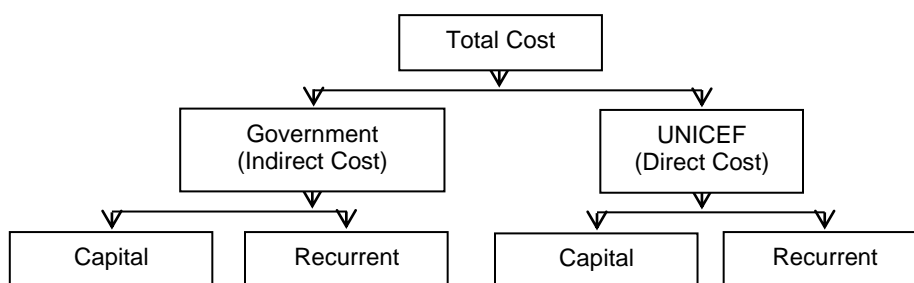 Total Cost
Government
(Indirect Cost)
UNICEF
(Direct Cost)
Capital
Recurrent
Capital
Recurrent